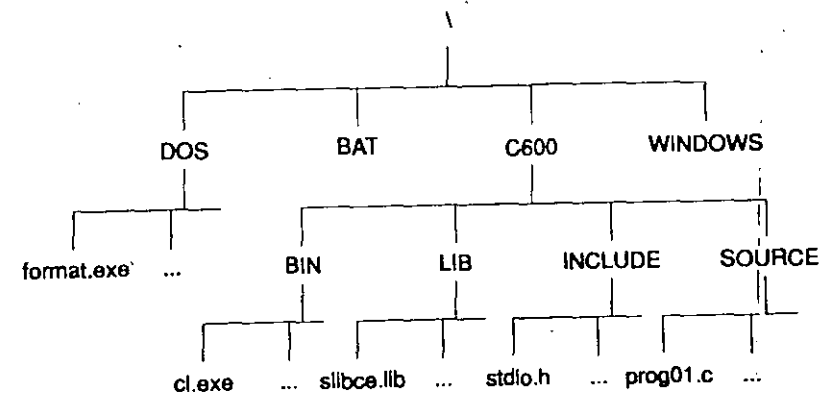 \
DOS BAT C600 WINDOWS
format.exe ... BIN LIB INCLUDE SOURCE
cl.exe ... slibce.lib ... stdio.h ... prog01.c ...